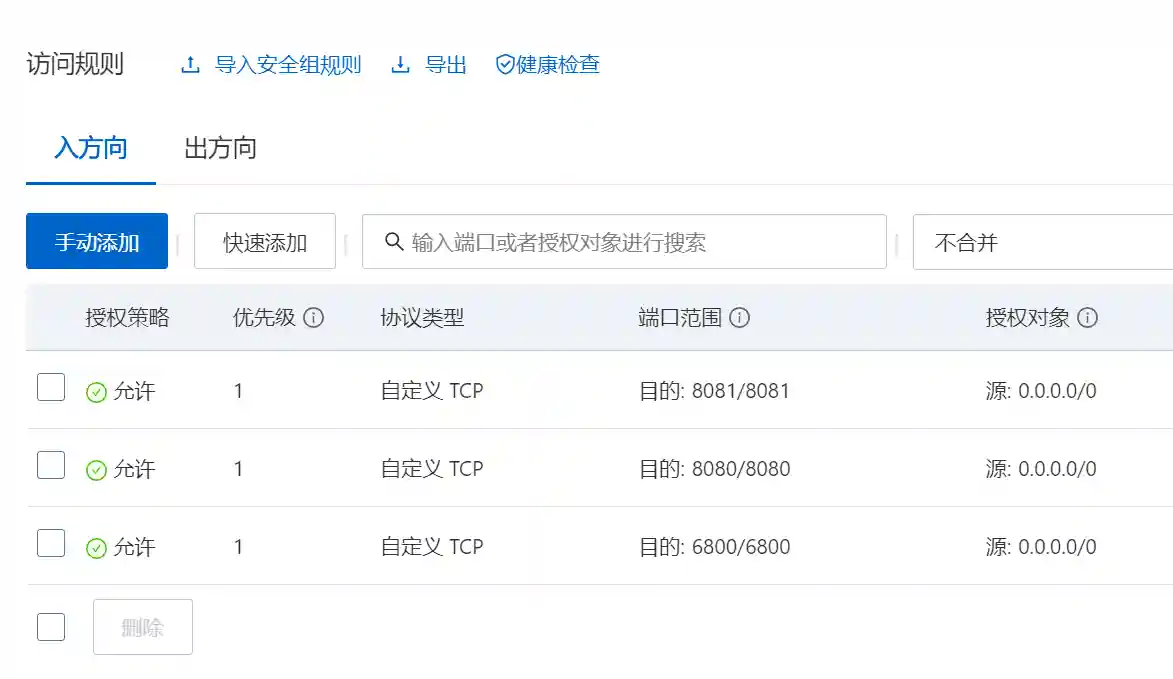 访问规则 导入安全组规则 导出 健康检查
入方向 出方向
手动添加 快速添加 输入端口或者授权对象进行搜索 不合并
授权策略 优先级 协议类型 端口范围 授权对象
允许 1 自定义 TCP 目的: 8081/8081 源: 0.0.0.0/0
允许 1 自定义 TCP 目的: 8080/8080 源: 0.0.0.0/0
允许 1 自定义 TCP 目的: 6800/6800 源: 0.0.0.0/0
删除